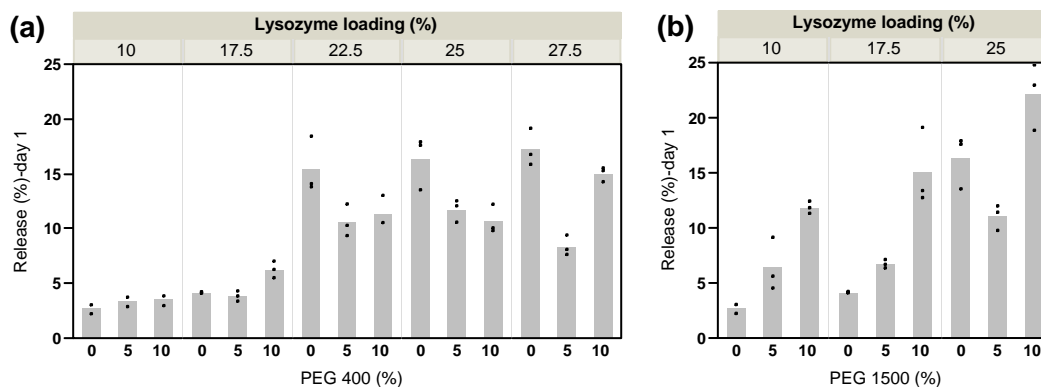 (a)
Lysozyme loading (%)
10 17.5 22.5 25 27.5
Release (%)-day 1
25
20
15
10
5
0
0 5 10 0 5 10 0 5 10 0 5 10 0 5 10
PEG 400 (%)
(b)
Lysozyme loading (%)
10 17.5 25
Release (%)-day 1
25
20
15
10
5
0
0 5 10 0 5 10 0 5 10
PEG 1500 (%)